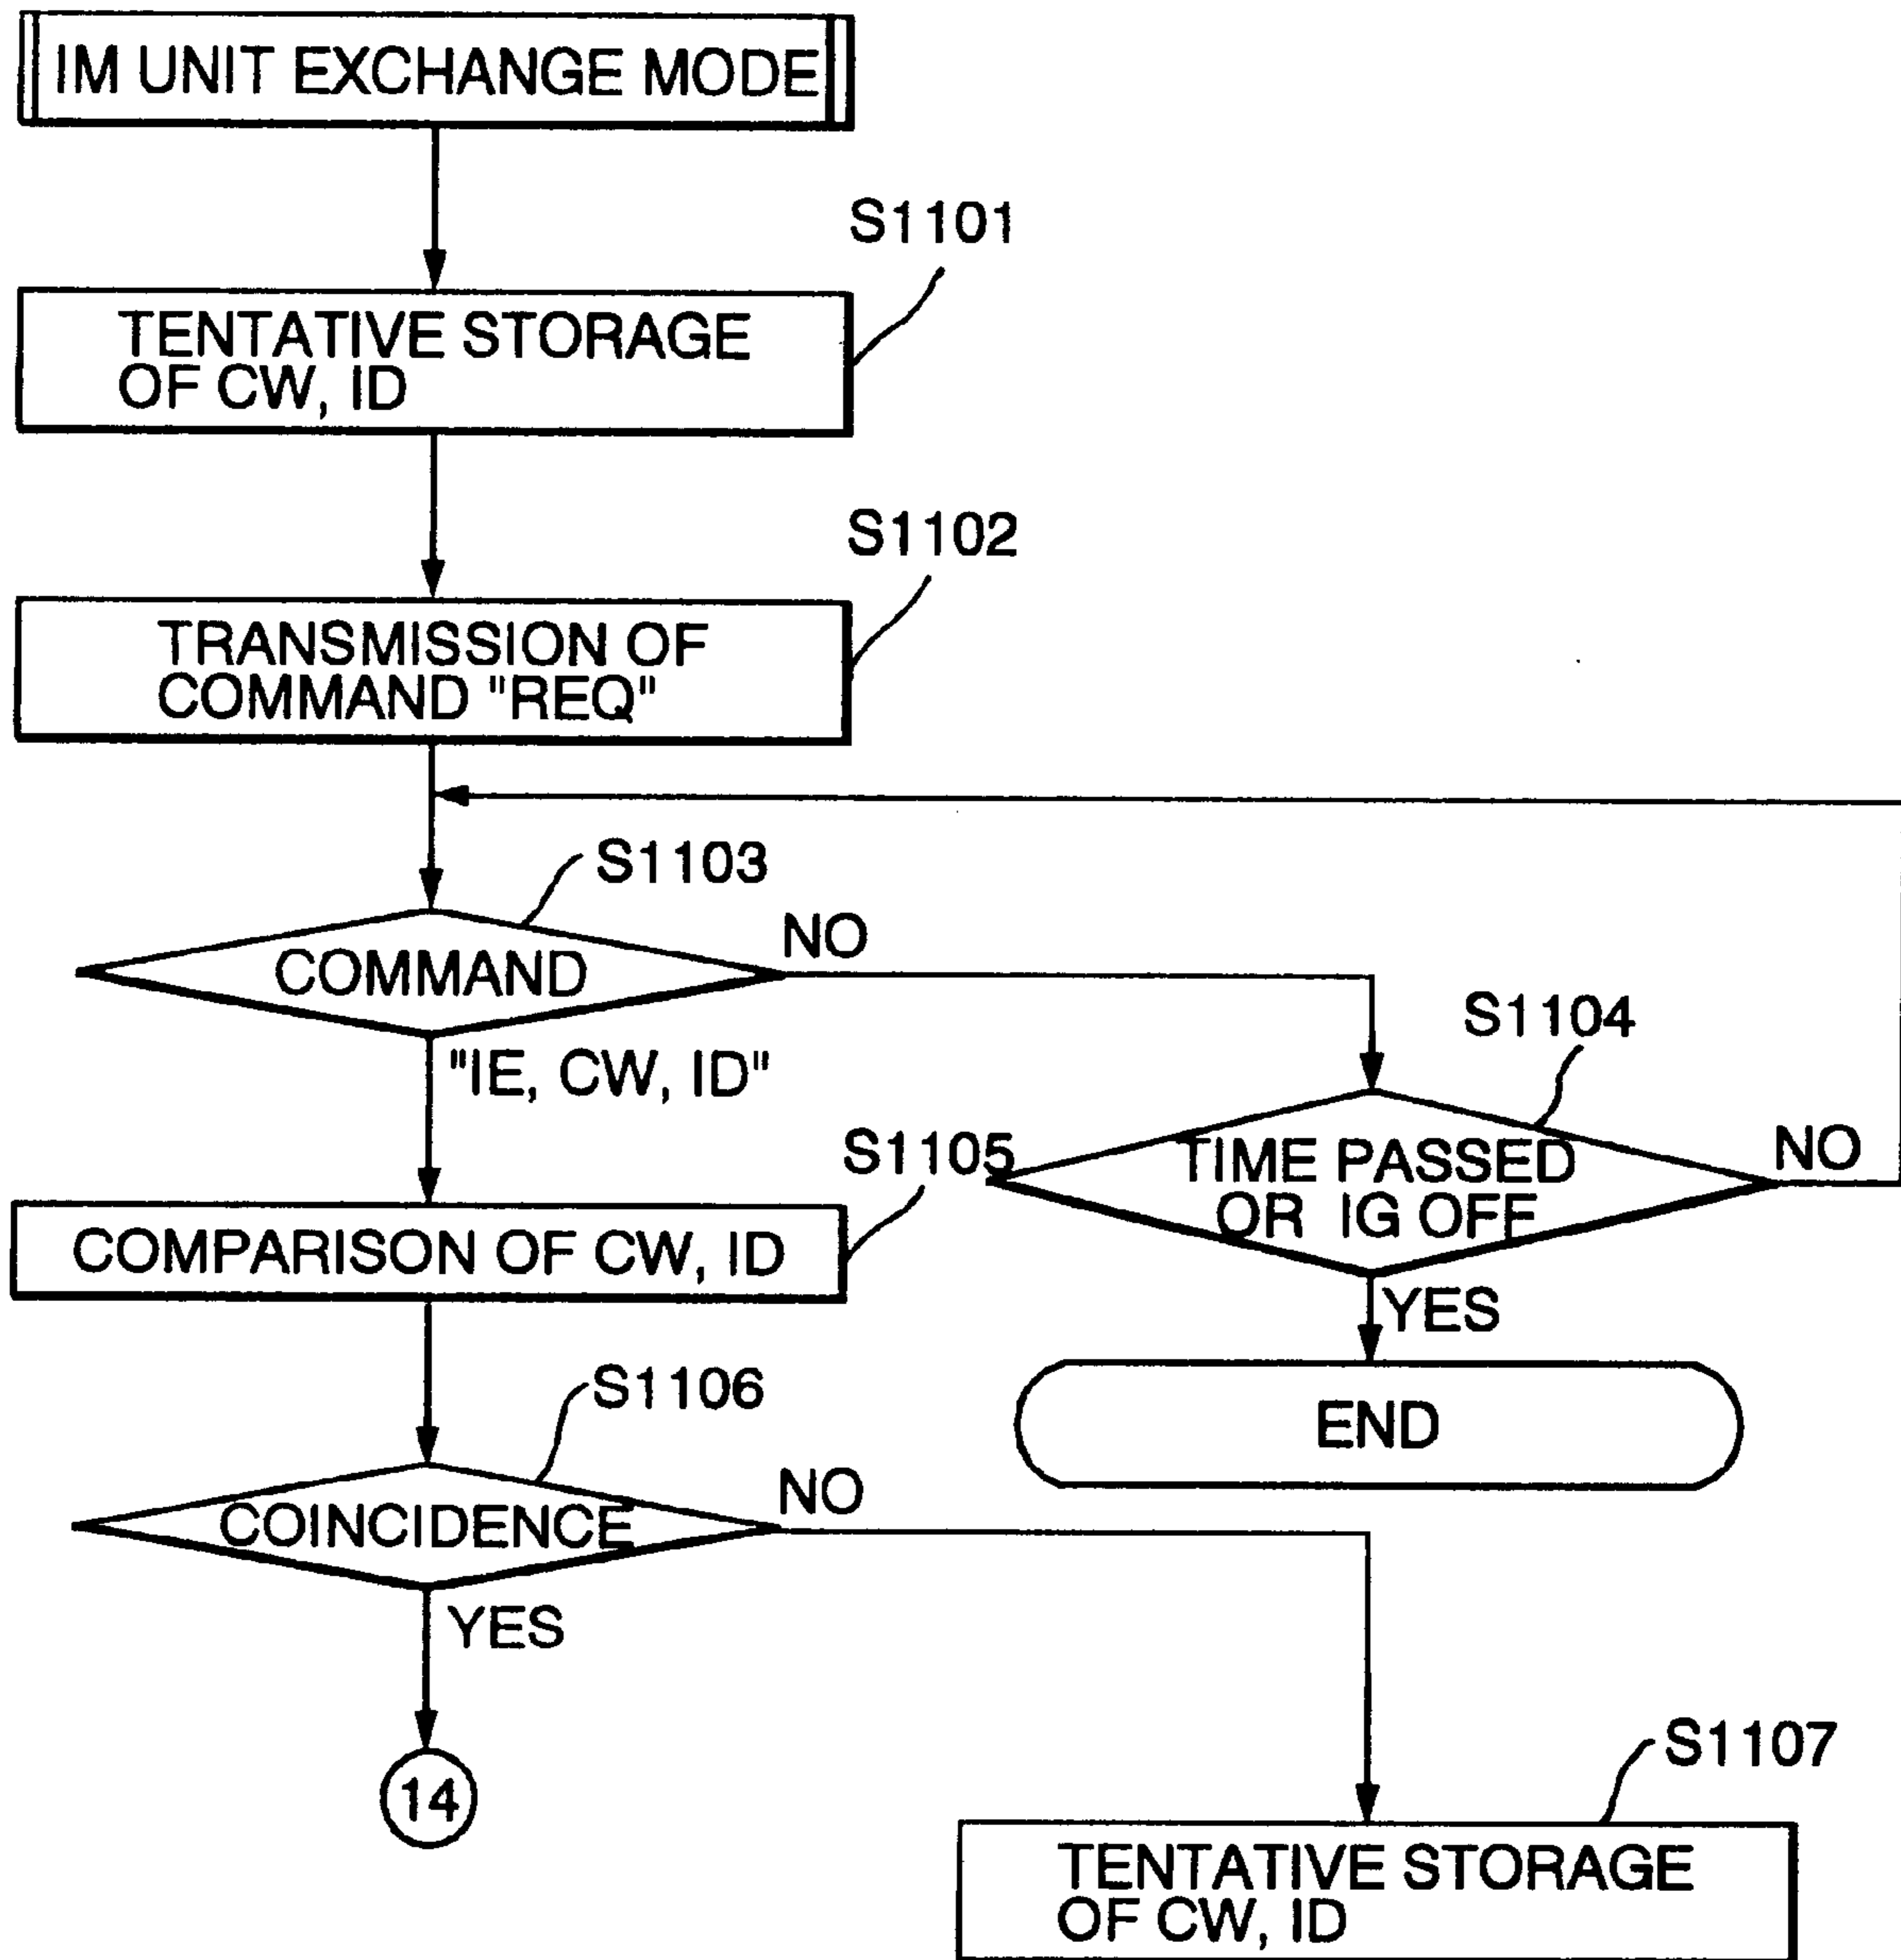 IM UNIT EXCHANGE MODE
S1101
TENTATIVE STORAGE
OF CW, ID
S1102
TRANSMISSION OF
COMMAND "REQ"
S1103
COMMAND
NO
"IE, CW, ID"
S1104
TIME PASSED
OR IG OFF
NO
YES
END
S1105
COMPARISON OF CW, ID
S1106
COINCIDENCE
NO
YES
14
S1107
TENTATIVE STORAGE
OF CW, ID